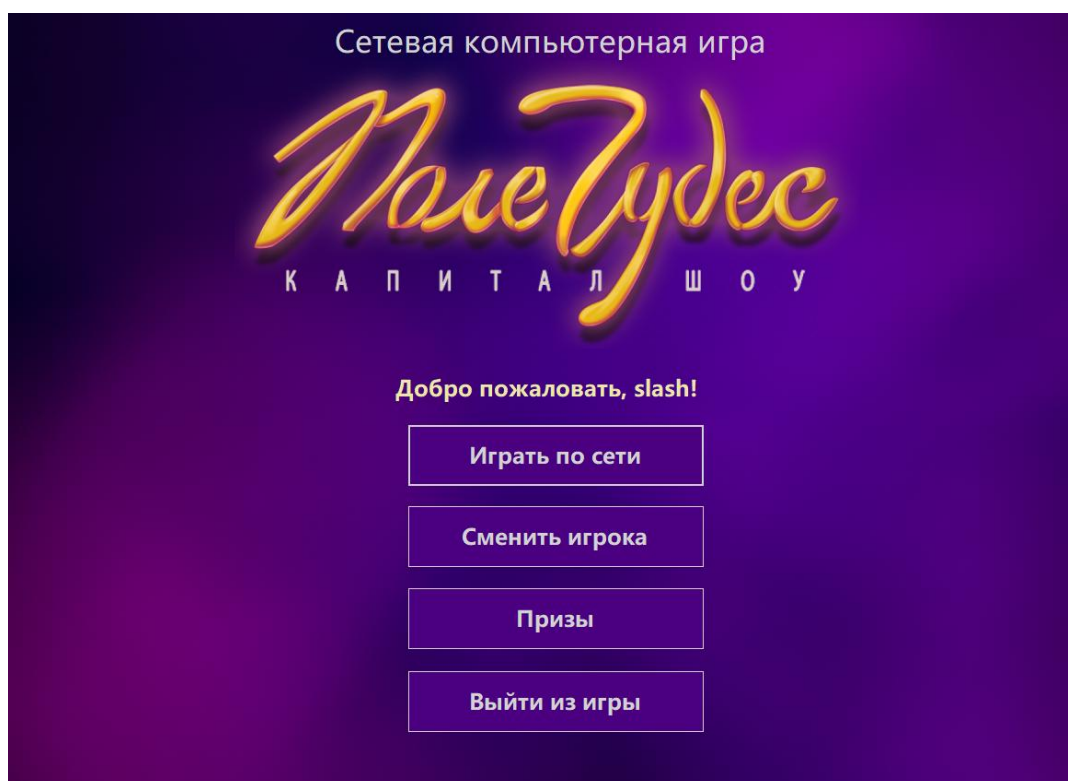 Сетевая компьютерная игра
Поле Чудес
КАПИТАЛ ШОУ
Добро пожаловать, slash!
Играть по сети
Сменить игрока
Призы
Выйти из игры